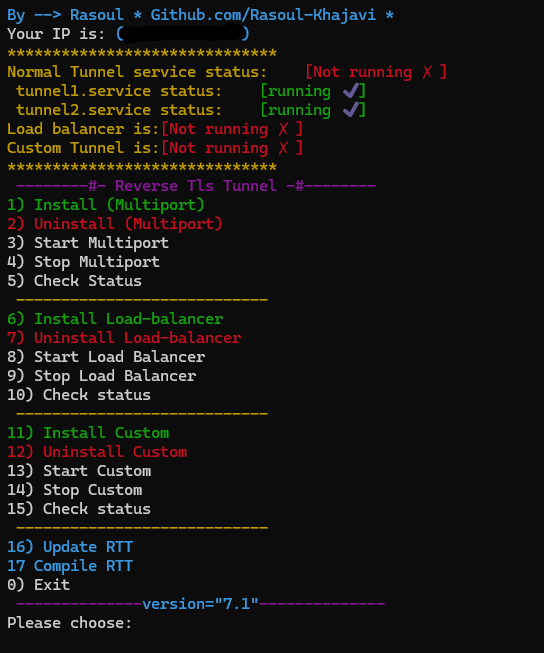 By --> Rasoul * Github.com/Rasoul-Khajavi *
Your IP is: ( )
******************************
Normal Tunnel service status:    [Not running ✗ ]
 tunnel1.service status:    [running ✔]
 tunnel2.service status:    [running ✔]
Load balancer is:[Not running ✗ ]
Custom Tunnel is:[Not running ✗ ]
******************************
 --------#- Reverse Tls Tunnel -#--------
1) Install (Multiport)
2) Uninstall (Multiport)
3) Start Multiport
4) Stop Multiport
5) Check Status
 ----------------------------
6) Install Load-balancer
7) Uninstall Load-balancer
8) Start Load Balancer
9) Stop Load Balancer
10) Check status
 ----------------------------
11) Install Custom
12) Uninstall Custom
13) Start Custom
14) Stop Custom
15) Check status
 ----------------------------
16) Update RTT
17 Compile RTT
0) Exit
 --------------version="7.1"--------------
Please choose: